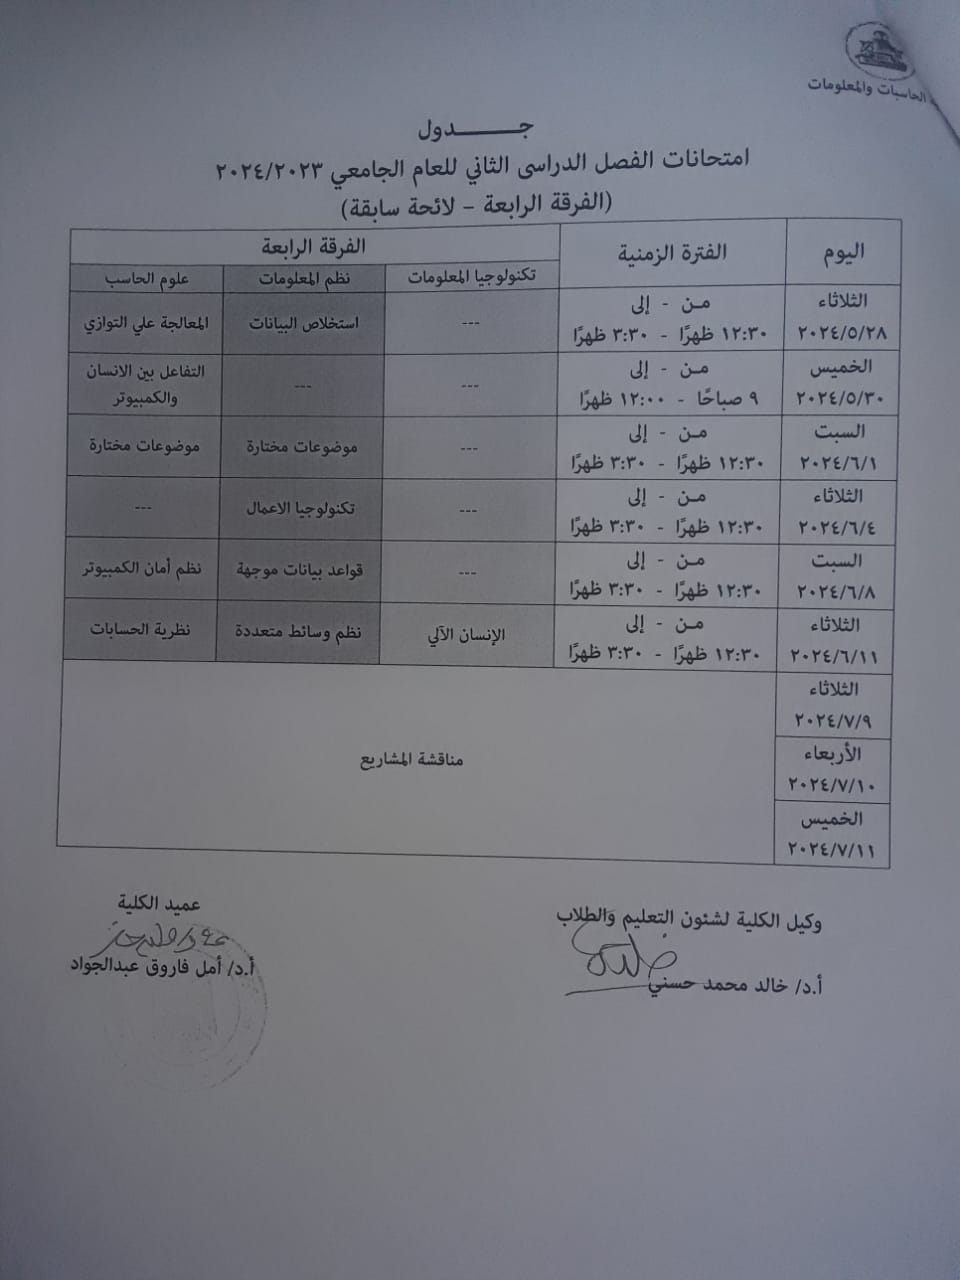 الحاسبات والمعلومات
جـــــــدول
امتحانات الفصل الدراسى الثاني للعام الجامعي ٢٠٢٤/٢٠٢٣
(الفرقة الرابعة – لائحة سابقة)
اليوم الفترة الزمنية الفرقة الرابعة
تكنولوجيا المعلومات نظم المعلومات علوم الحاسب
الثلاثاء من - إلى
٢٠٢٤/٥/٢٨ ١٢:٣٠ ظهرًا - ٣:٣٠ ظهرًا --- استخلاص البيانات المعالجة علي التوازي
الخميس من - إلى التفاعل بين الانسان
٢٠٢٤/٥/٣٠ ٩ صباحًا - ١٢:٠٠ ظهرًا --- --- والكمبيوتر
السبت من - إلى
٢٠٢٤/٦/١ ١٢:٣٠ ظهرًا - ٣:٣٠ ظهرًا --- موضوعات مختارة موضوعات مختارة
الثلاثاء من - إلى
٢٠٢٤/٦/٤ ١٢:٣٠ ظهرًا - ٣:٣٠ ظهرًا --- تكنولوجيا الاعمال ---
السبت من - إلى
٢٠٢٤/٦/٨ ١٢:٣٠ ظهرًا - ٣:٣٠ ظهرًا --- قواعد بيانات موجهة نظم أمان الكمبيوتر
الثلاثاء من - إلى
٢٠٢٤/٦/١١ ١٢:٣٠ ظهرًا - ٣:٣٠ ظهرًا الإنسان الآلي نظم وسائط متعددة نظرية الحسابات
الثلاثاء
٢٠٢٤/٧/٩
الأربعاء
٢٠٢٤/٧/١٠
مناقشة المشاريع
الخميس
٢٠٢٤/٧/١١
وكيل الكلية لشئون التعليم والطلاب
أ.د/ خالد محمد حسني
عميد الكلية
أ.د/ أمل فاروق عبدالجواد